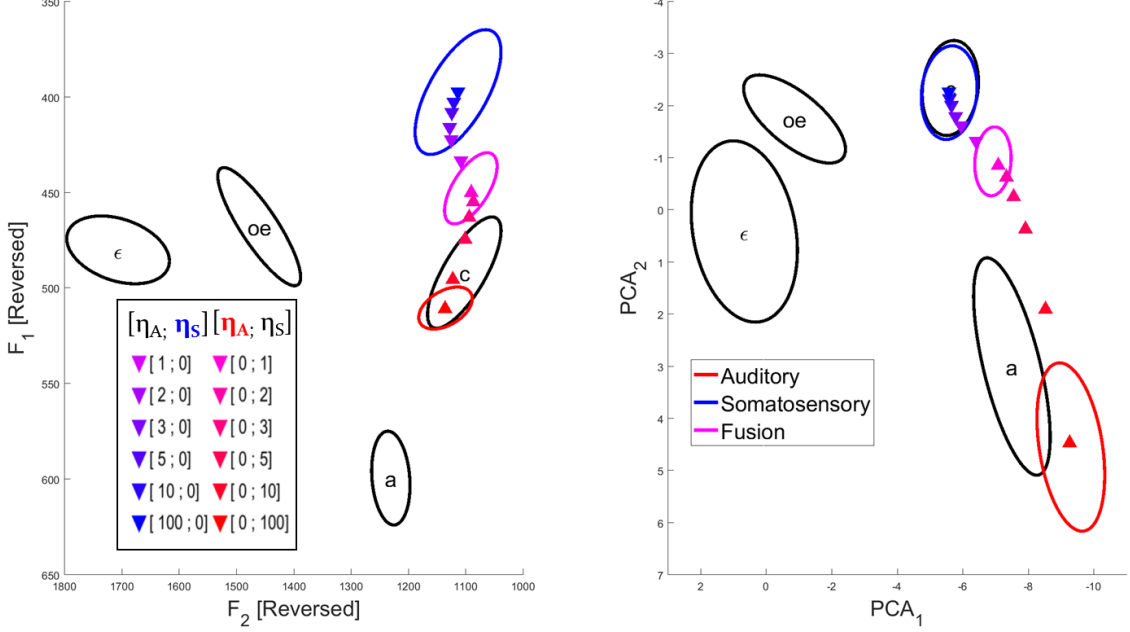 350
400
450
500
550
600
650
1800
1700
1600
1500
1400
1300
1200
1100
1000
F1 [Reversed]
F2 [Reversed]
ϵ
oe
c
a
[ηA; ηS] [ηA; ηS]
[ 1 ; 0] [ 0 ; 1]
[ 2 ; 0] [ 0 ; 2]
[ 3 ; 0] [ 0 ; 3]
[ 5 ; 0] [ 0 ; 5]
[ 10 ; 0] [ 0 ; 10]
[ 100 ; 0] [ 0 ; 100]
-4
-3
-2
-1
0
1
2
3
4
5
6
7
2
0
-2
-4
-6
-8
-10
PCA2
PCA1
oe
ϵ
a
Auditory
Somatosensory
Fusion